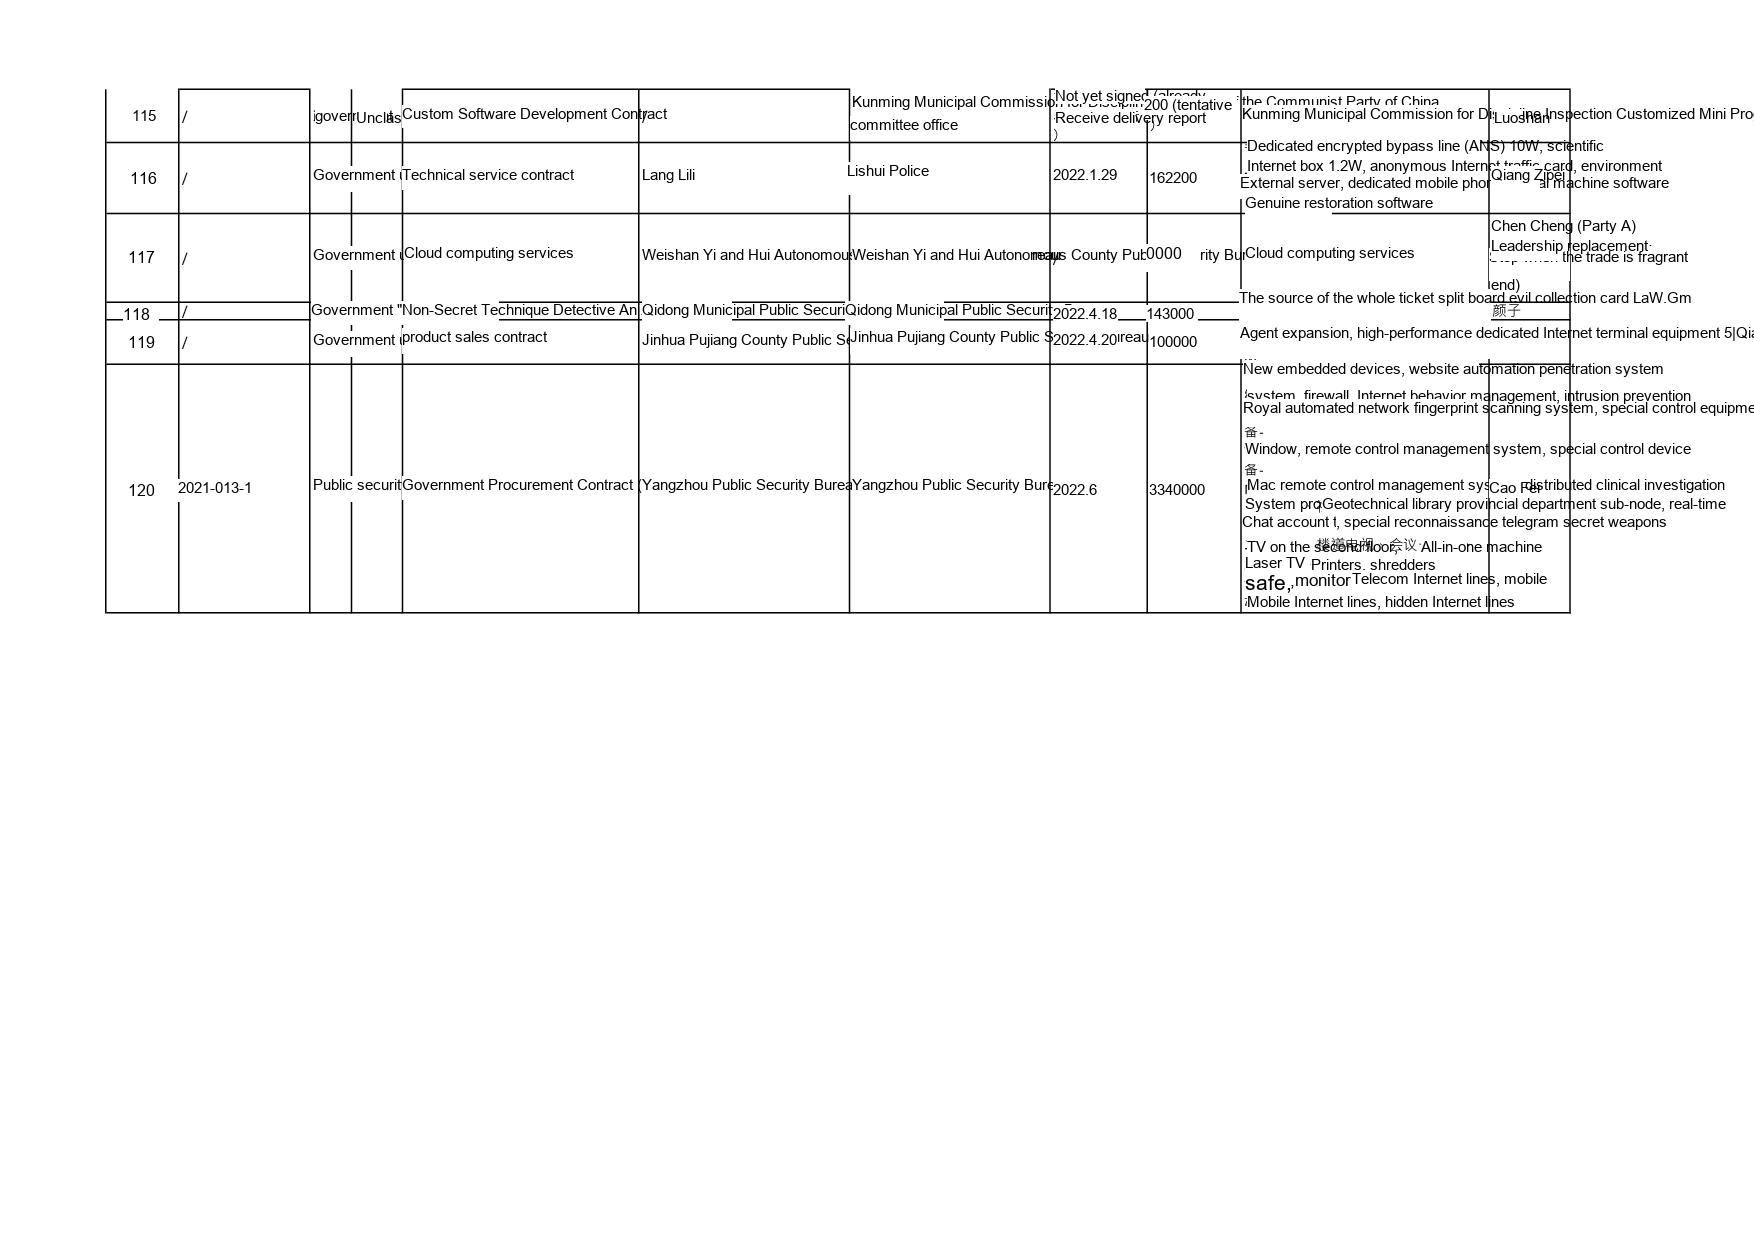 115
/
Custom Software Development Contract
Kunming Municipal Commission
committee office
Not yet signed
Receive delivery report
)
200 (tentative
)
the Communist Party of China
Kunming Municipal Commission for Discipline Inspection Customized Mini Pro
Luoshan
116
/
Government
Technical service contract
Lang Lili
Lishui Police
2022.1.29
162200
Dedicated encrypted bypass line (ANS) 10W, scientific
Internet box 1.2W, anonymous Internet traffic card, environment
External server, dedicated mobile phor al machine software
Genuine restoration software
Qiang Zipei
117
/
Government
Cloud computing services
Weishan Yi and Hui Autonomous
Weishan Yi and Hui Autonomous County Pub
0000
rity Bur
Cloud computing services
Chen Cheng (Party A)
Leadership replacement
the trade is fragrant
end)
118
/
Government "
Non-Secret Technique Detective An
Qidong Municipal Public Securi
Qidong Municipal Public Securit
2022.4.18
143000
The source of the whole ticket split board evil collection card LaW.Gm
颜子
119
/
Government
product sales contract
Jinhua Pujiang County Public Se
Jinhua Pujiang County Public S
2022.4.20
ireau
100000
Agent expansion, high-performance dedicated Internet terminal equipment 5|Qia
120
2021-013-1
Public securit
Government Procurement Contract (
Yangzhou Public Security Burea
Yangzhou Public Security Bure
2022.6
3340000
New embedded devices, website automation penetration system
system, firewall, Internet behavior management, intrusion prevention
Royal automated network fingerprint scanning system, special control equipme
备-
Window, remote control management system, special control device
备-
Mac remote control management sys distributed clinical investigation
System pro Geotechnical library provincial department sub-node, real-time
Chat account t, special reconnaissance telegram secret weapons
TV on the second floor, 会议 All-in-one machine
Laser TV Printers, shredders
safe, monitor Telecom Internet lines, mobile
Mobile Internet lines, hidden Internet lines
Cao Fei